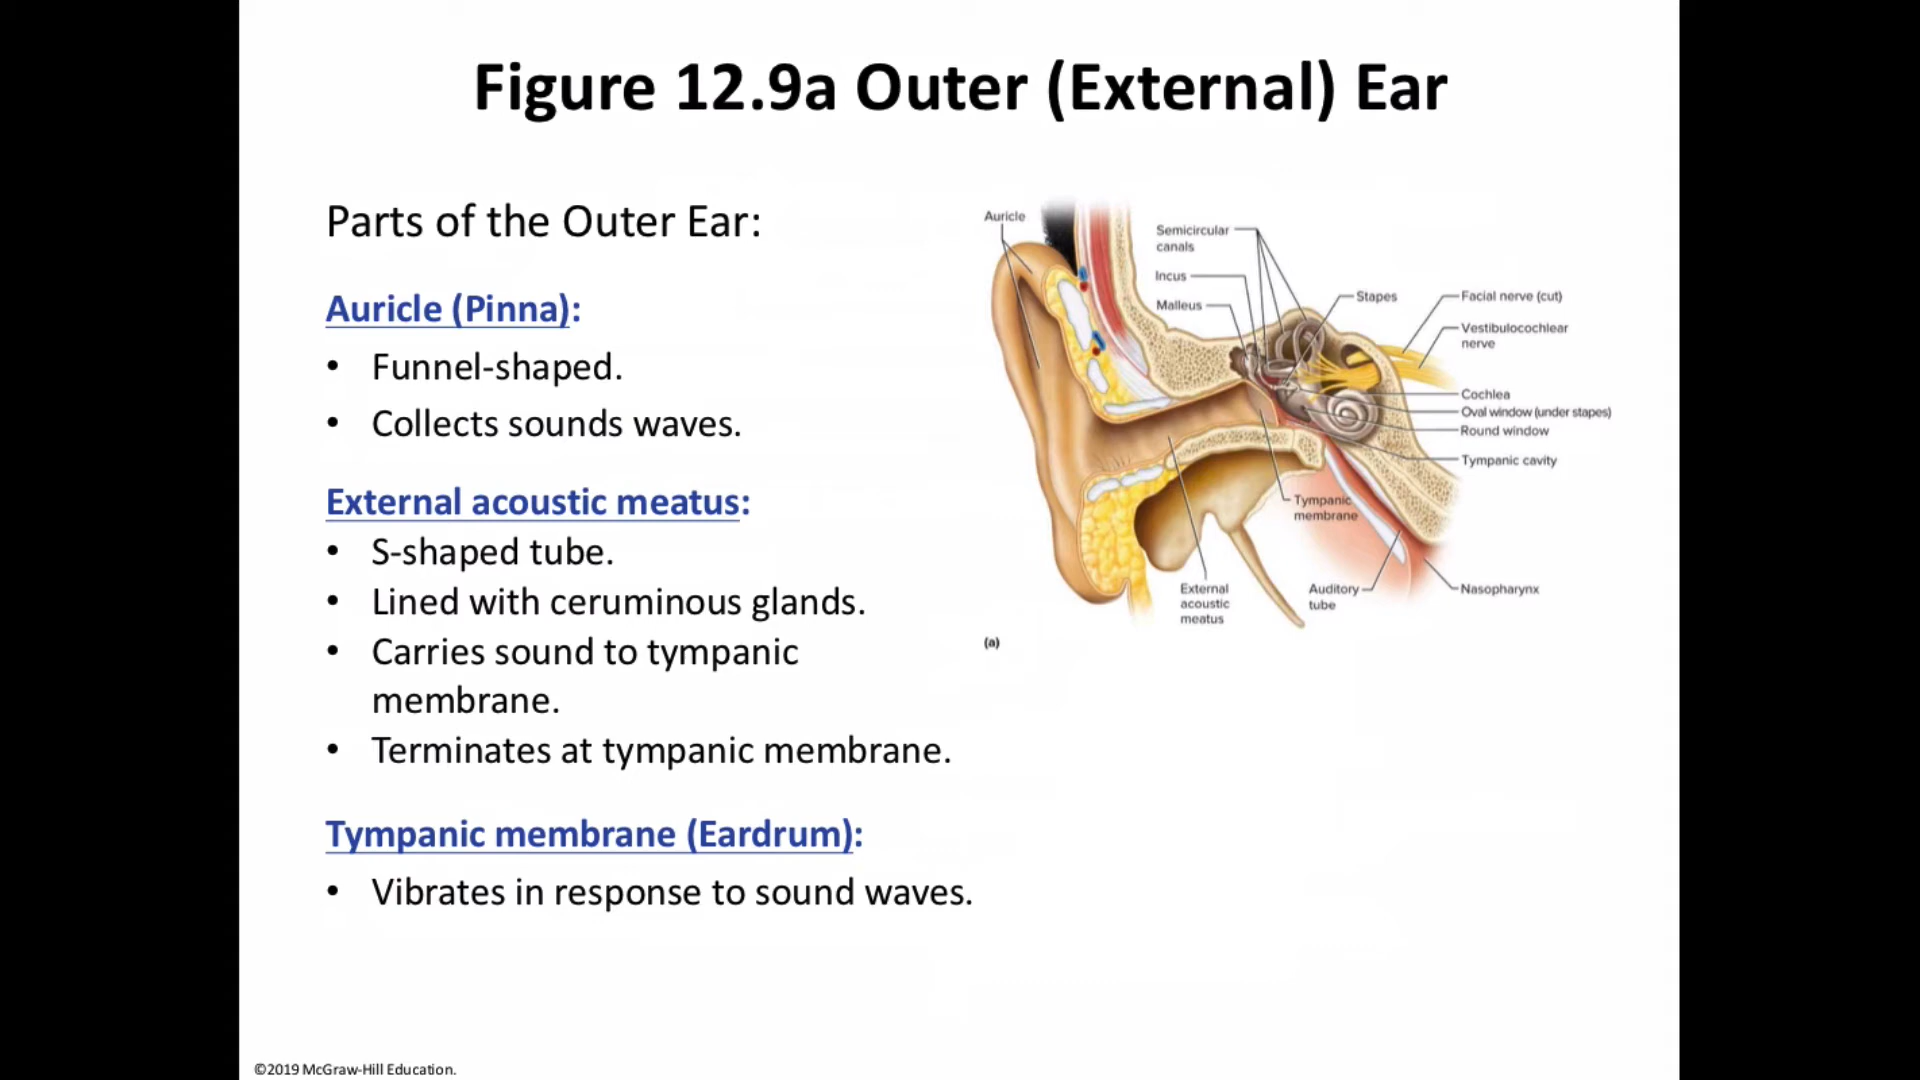 Figure 12.9a Outer (External) Ear
Parts of the Outer Ear:
Auricle (Pinna):
• Funnel-shaped.
• Collects sounds waves.
External acoustic meatus:
• S-shaped tube.
• Lined with ceruminous glands.
• Carries sound to tympanic
membrane.
• Terminates at tympanic membrane.
Tympanic membrane (Eardrum):
• Vibrates in response to sound waves.
Auricle
Semicircular
canals
Incus
Malleus
Stapes
Facial nerve (cut)
Vestibulocochlear
nerve
Cochlea
Oval window (under stapes)
Round window
Tympanic cavity
Tympanic
membrane
External
acoustic
meatus
Auditory
tube
Nasopharynx
(a)
©2019 McGraw-Hill Education.